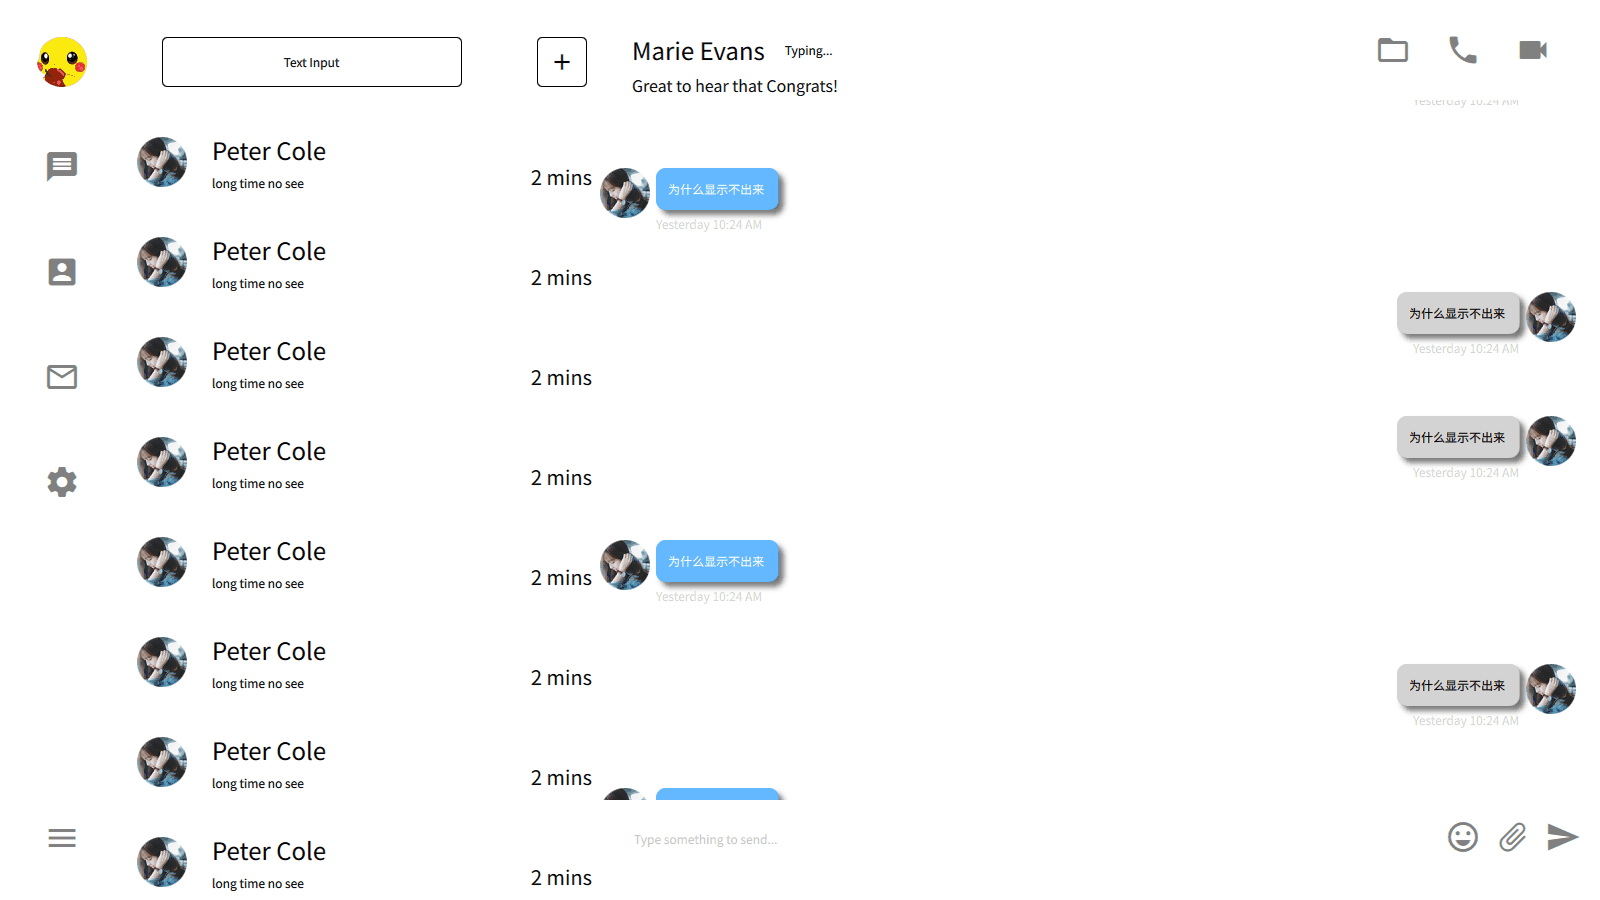 Text Input
+
Peter Cole
long time no see
2 mins
Peter Cole
long time no see
2 mins
Peter Cole
long time no see
2 mins
Peter Cole
long time no see
2 mins
Peter Cole
long time no see
2 mins
Peter Cole
long time no see
2 mins
Peter Cole
long time no see
2 mins
Peter Cole
long time no see
2 mins
Marie Evans Typing...
Great to hear that Congrats!
Yesterday 10:24 AM
为什么显示不出来
Yesterday 10:24 AM
为什么显示不出来
Yesterday 10:24 AM
为什么显示不出来
Yesterday 10:24 AM
为什么显示不出来
Yesterday 10:24 AM
为什么显示不出来
Yesterday 10:24 AM
Type something to send...